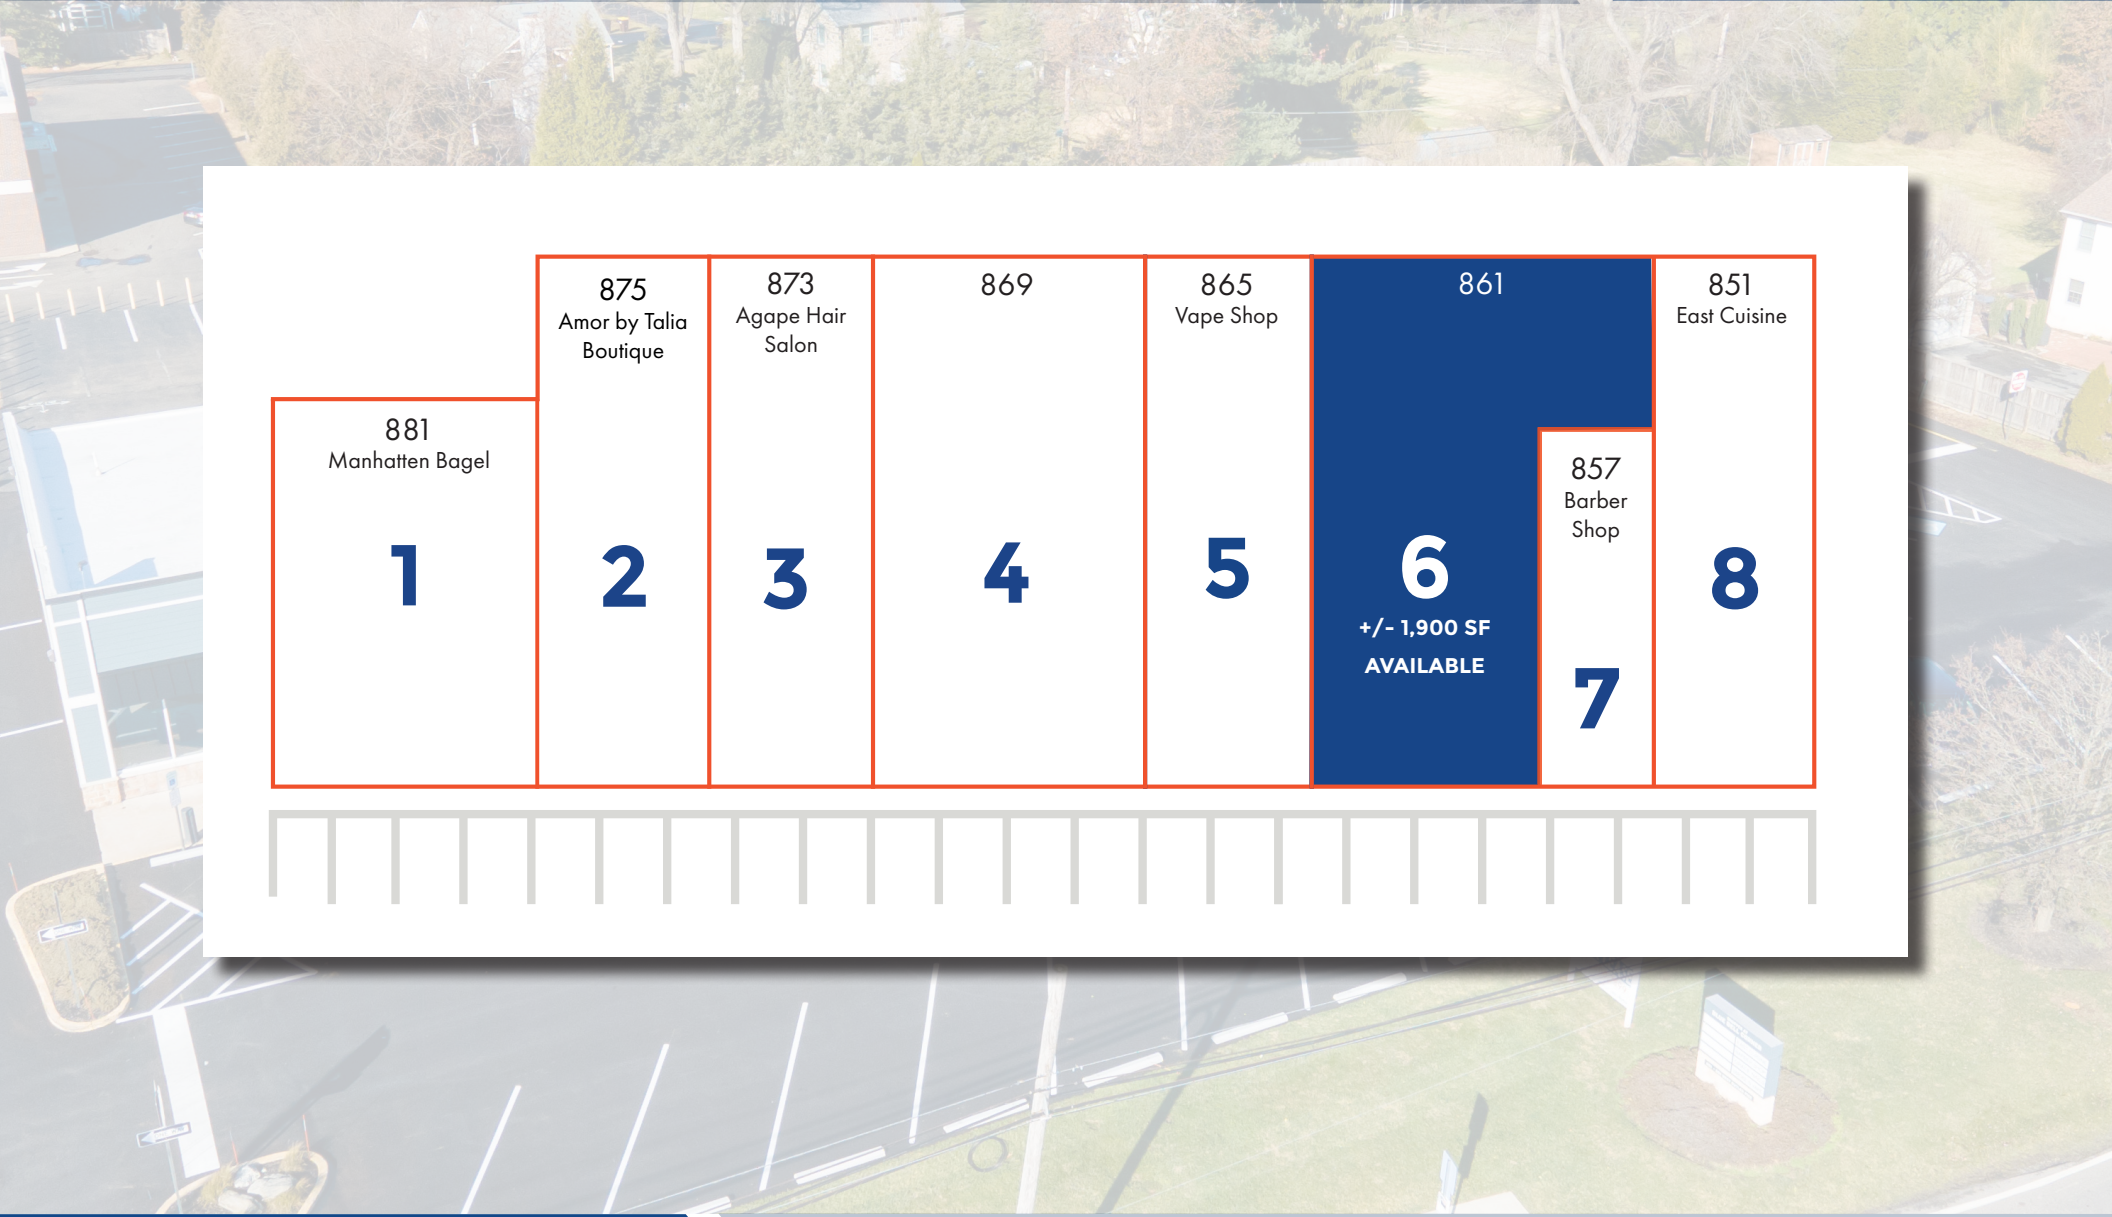 881
Manhatten Bagel
1
875
Amor by Talia
Boutique
2
873
Agape Hair
Salon
3
869
4
865
Vape Shop
5
861
6
+/- 1,900 SF
AVAILABLE
857
Barber
Shop
7
851
East Cuisine
8